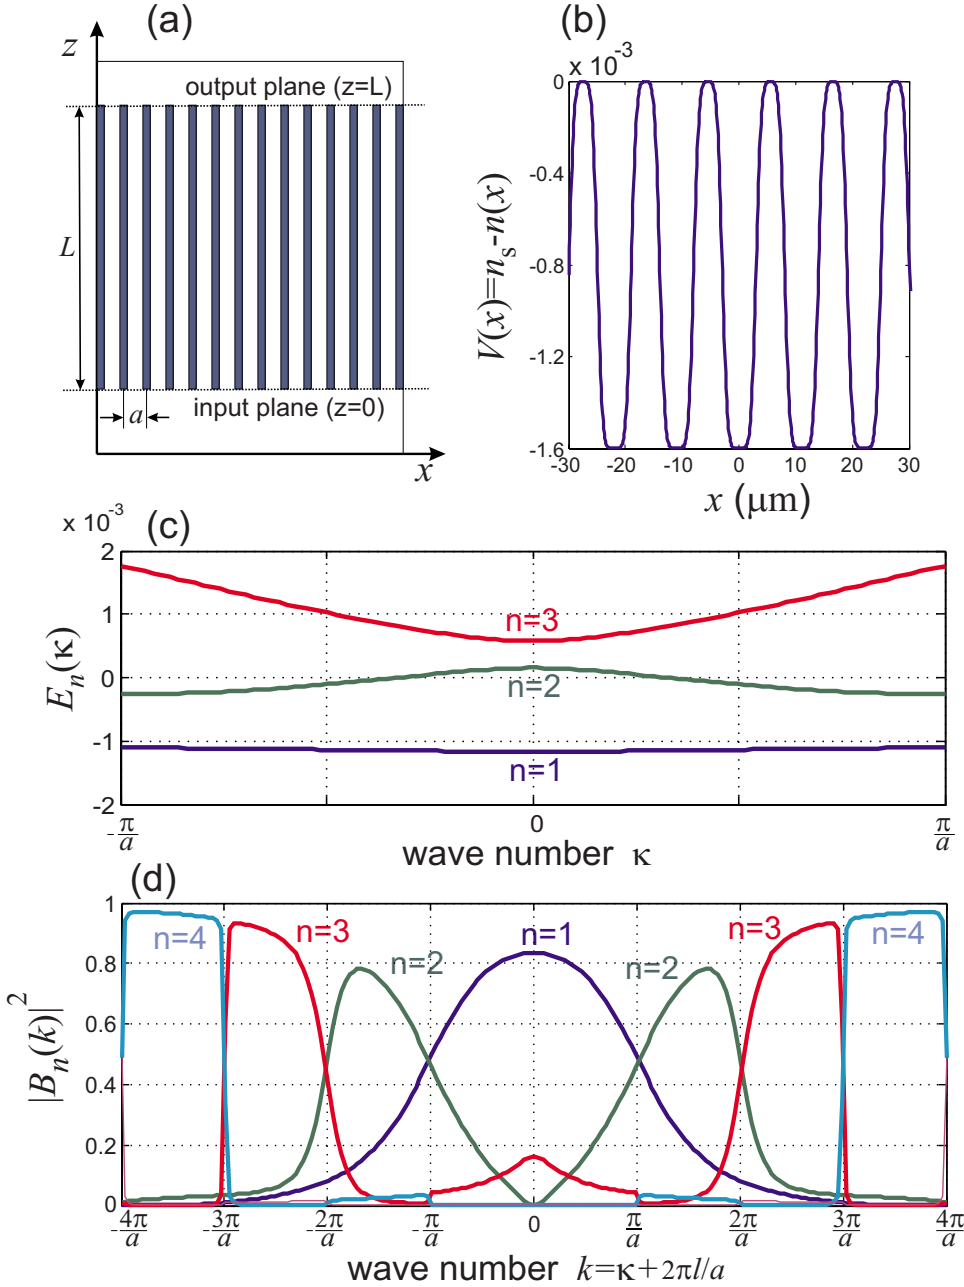 (a)
z
output plane (z=L)
L
a
input plane (z=0)
x
(b)
x 10⁻³
0
-0.4
-0.8
-1.2
-1.6
V(x)=nₛ-n(x)
-30 -20 -10 0 10 20 30
x (μm)
(c)
x 10⁻³
2
1
0
-1
-2
Eₙ(κ)
n=3
n=2
n=1
-π/a 0 π/a
wave number κ
(d)
1
0.8
0.6
0.4
0.2
0
|Bₙ(k)|²
n=4 n=3 n=2 n=1 n=2 n=3 n=4
-4π/a -3π/a -2π/a -π/a 0 π/a 2π/a 3π/a 4π/a
wave number k=κ+2πl/a